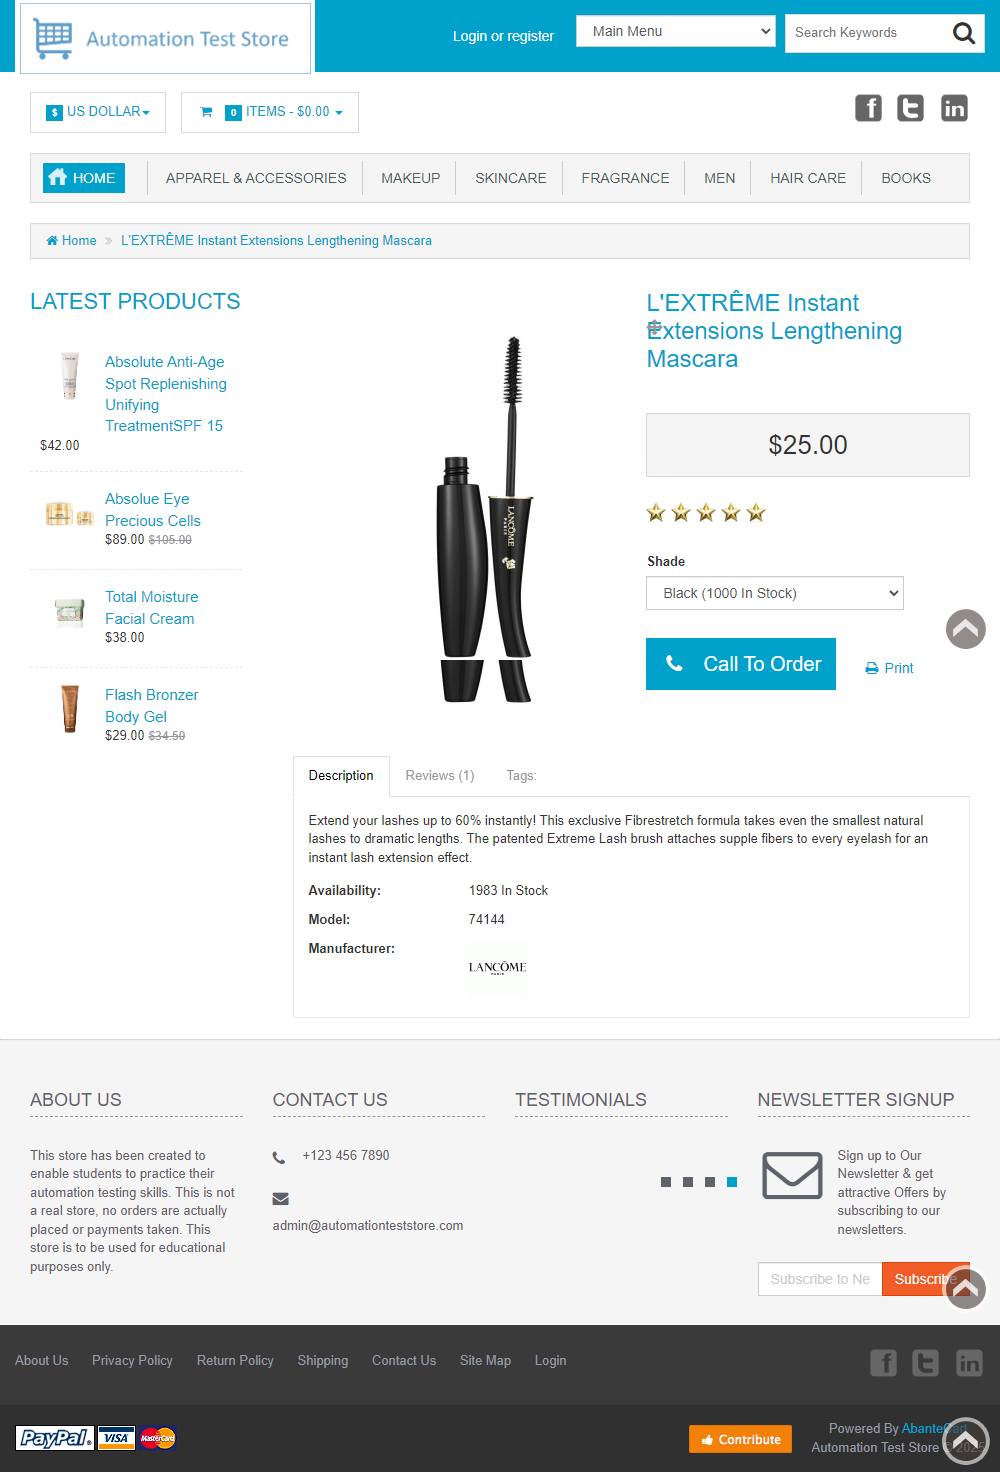 Automation Test Store
Login or register
Main Menu
Search Keywords
$ US DOLLAR
0 ITEMS - $0.00
HOME
APPAREL & ACCESSORIES
MAKEUP
SKINCARE
FRAGRANCE
MEN
HAIR CARE
BOOKS
Home » L'EXTRÊME Instant Extensions Lengthening Mascara
LATEST PRODUCTS
Absolute Anti-Age
Spot Replenishing
Unifying
TreatmentSPF 15
$42.00
Absolue Eye
Precious Cells
$89.00 $105.00
Total Moisture
Facial Cream
$38.00
Flash Bronzer
Body Gel
$29.00 $34.50
LANCÔME
PARIS
L'EXTRÊME Instant
Extensions Lengthening
Mascara
$25.00
Shade
Black (1000 In Stock)
Call To Order
Print
Description
Reviews (1)
Tags:
Extend your lashes up to 60% instantly! This exclusive Fibrestretch formula takes even the smallest natural
lashes to dramatic lengths. The patented Extreme Lash brush attaches supple fibers to every eyelash for an
instant lash extension effect.
Availability: 1983 In Stock
Model: 74144
Manufacturer:
LANCÔME
PARIS
ABOUT US
This store has been created to
enable students to practice their
automation testing skills. This is not
a real store, no orders are actually
placed or payments taken. This
store is to be used for educational
purposes only.
CONTACT US
+123 456 7890
admin@automationteststore.com
TESTIMONIALS
NEWSLETTER SIGNUP
Sign up to Our
Newsletter & get
attractive Offers by
subscribing to our
newsletters.
Subscribe to Ne
Subscribe
About Us
Privacy Policy
Return Policy
Shipping
Contact Us
Site Map
Login
PayPal
VISA
MasterCard
Contribute
Powered By AbanteCart
Automation Test Store ©